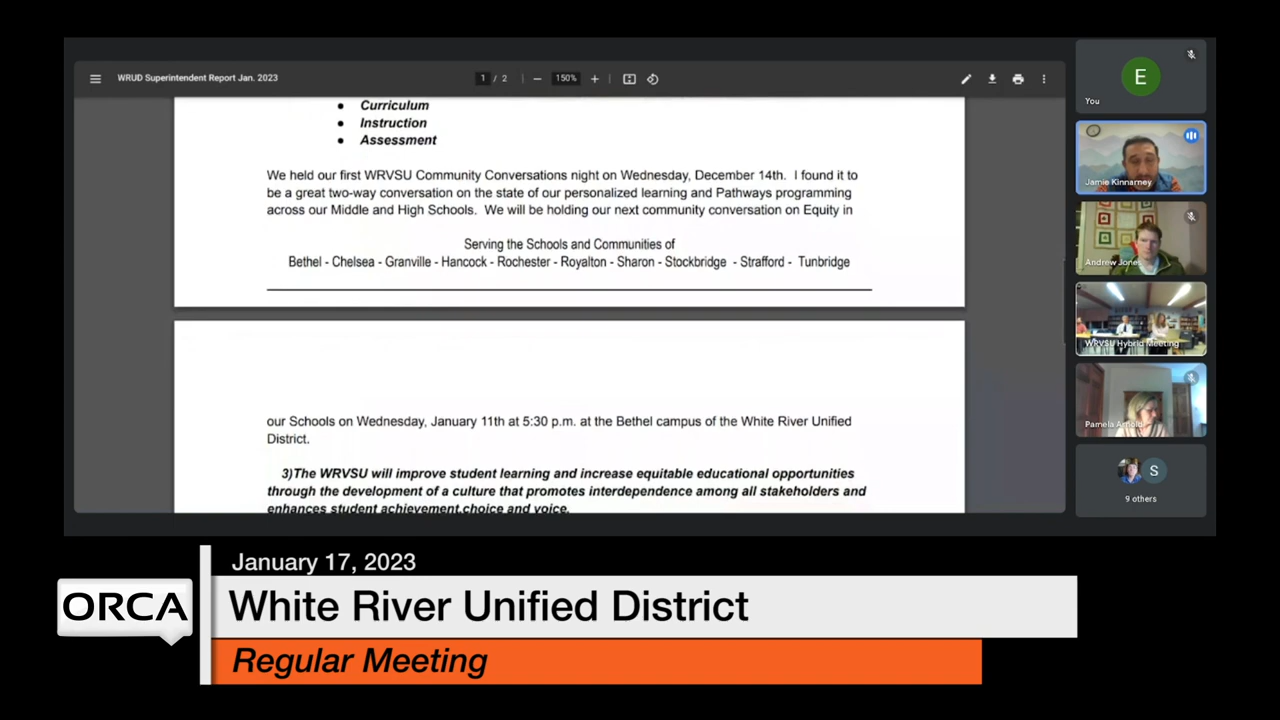 WRUD Superintendent Report Jan. 2023
1 / 2
150%
E
You
Curriculum
Instruction
Assessment
We held our first WRVSU Community Conversations night on Wednesday, December 14th. I found it to
be a great two-way conversation on the state of our personalized learning and Pathways programming
across our Middle and High Schools. We will be holding our next community conversation on Equity in
Serving the Schools and Communities of
Bethel - Chelsea - Granville - Hancock - Rochester - Royalton - Sharon - Stockbridge - Strafford - Tunbridge
our Schools on Wednesday, January 11th at 5:30 p.m. at the Bethel campus of the White River Unified
District.
3)The WRVSU will improve student learning and increase equitable educational opportunities
through the development of a culture that promotes interdependence among all stakeholders and
enhances student achievement,choice and voice.
Jamie Kinnarney
Andrew Jones
WRVSU Hybrid Meeting
Pamela Arnold
S
9 others
January 17, 2023
ORCA
White River Unified District
Regular Meeting